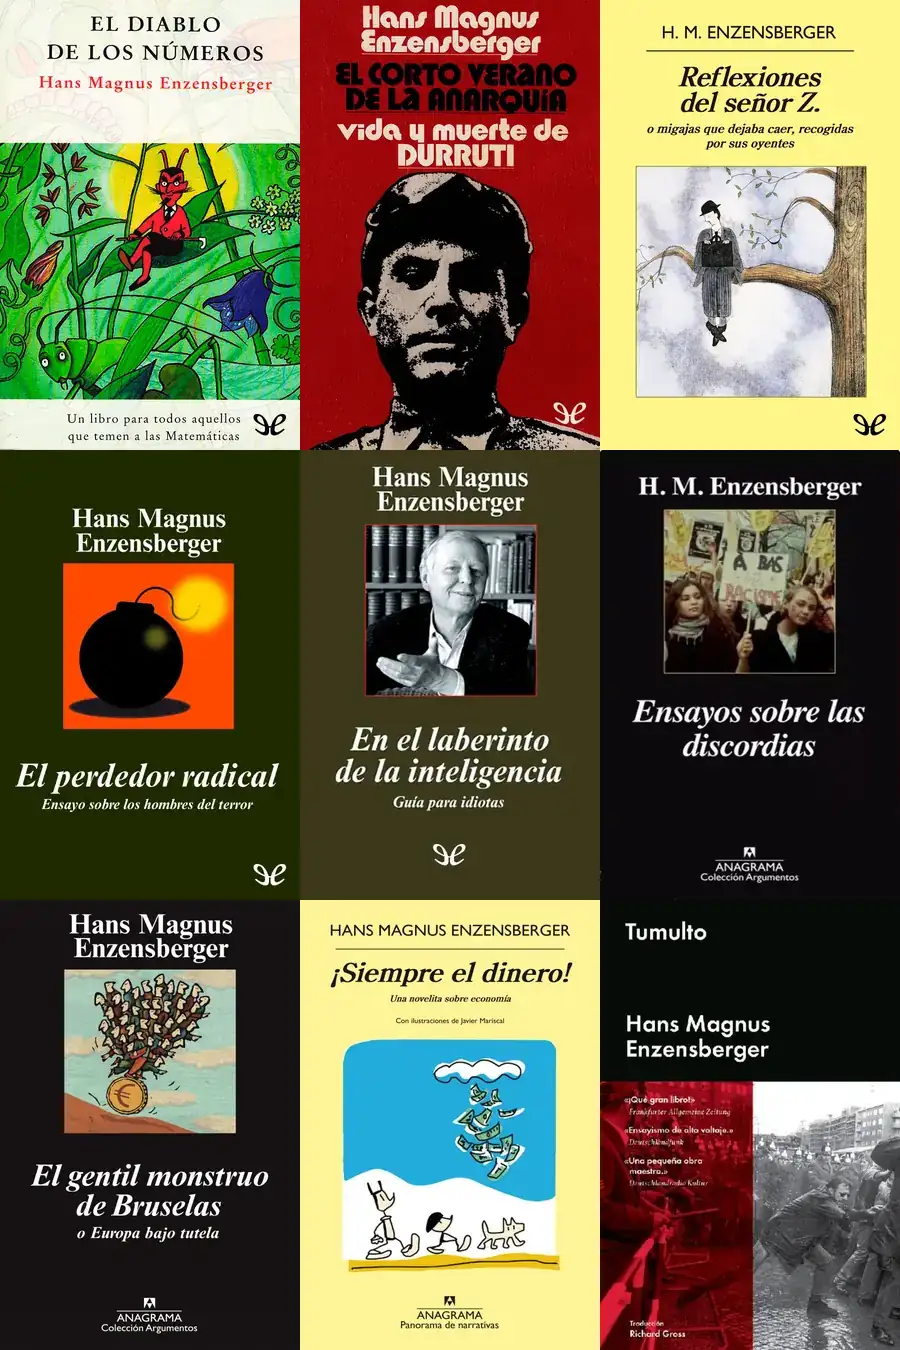 EL DIABLO
DE LOS NÚMEROS
Hans Magnus Enzensberger
Un libro para todos aquellos
que temen a las Matemáticas
Hans Magnus
Enzensberger
EL CORTO VERANO
DE LA ANARQUÍA
vida y muerte de
DURRUTI
H. M. ENZENSBERGER
Reflexiones
del señor Z.
o migajas que dejaba caer, recogidas
por sus oyentes
Hans Magnus
Enzensberger
El perdedor radical
Ensayo sobre los hombres del terror
Hans Magnus
Enzensberger
En el laberinto
de la inteligencia
Guía para idiotas
H. M. Enzensberger
À BAS
RACISME
Ensayos sobre las
discordias
ANAGRAMA
Colección Argumentos
Hans Magnus
Enzensberger
€
El gentil monstruo
de Bruselas
o Europa bajo tutela
ANAGRAMA
Colección Argumentos
HANS MAGNUS ENZENSBERGER
¡Siempre el dinero!
Una novelita sobre economía
Con ilustraciones de Javier Mariscal
ANAGRAMA
Panorama de narrativas
Tumulto
Hans Magnus
Enzensberger
«¡Qué gran libro!»
Frankfurter Allgemeine Zeitung
«Ensayismo de alto voltaje.»
Deutschlandfunk
«Una pequeña obra
maestra.»
Deutschlandradio Kultur
Traducción
Richard Gross